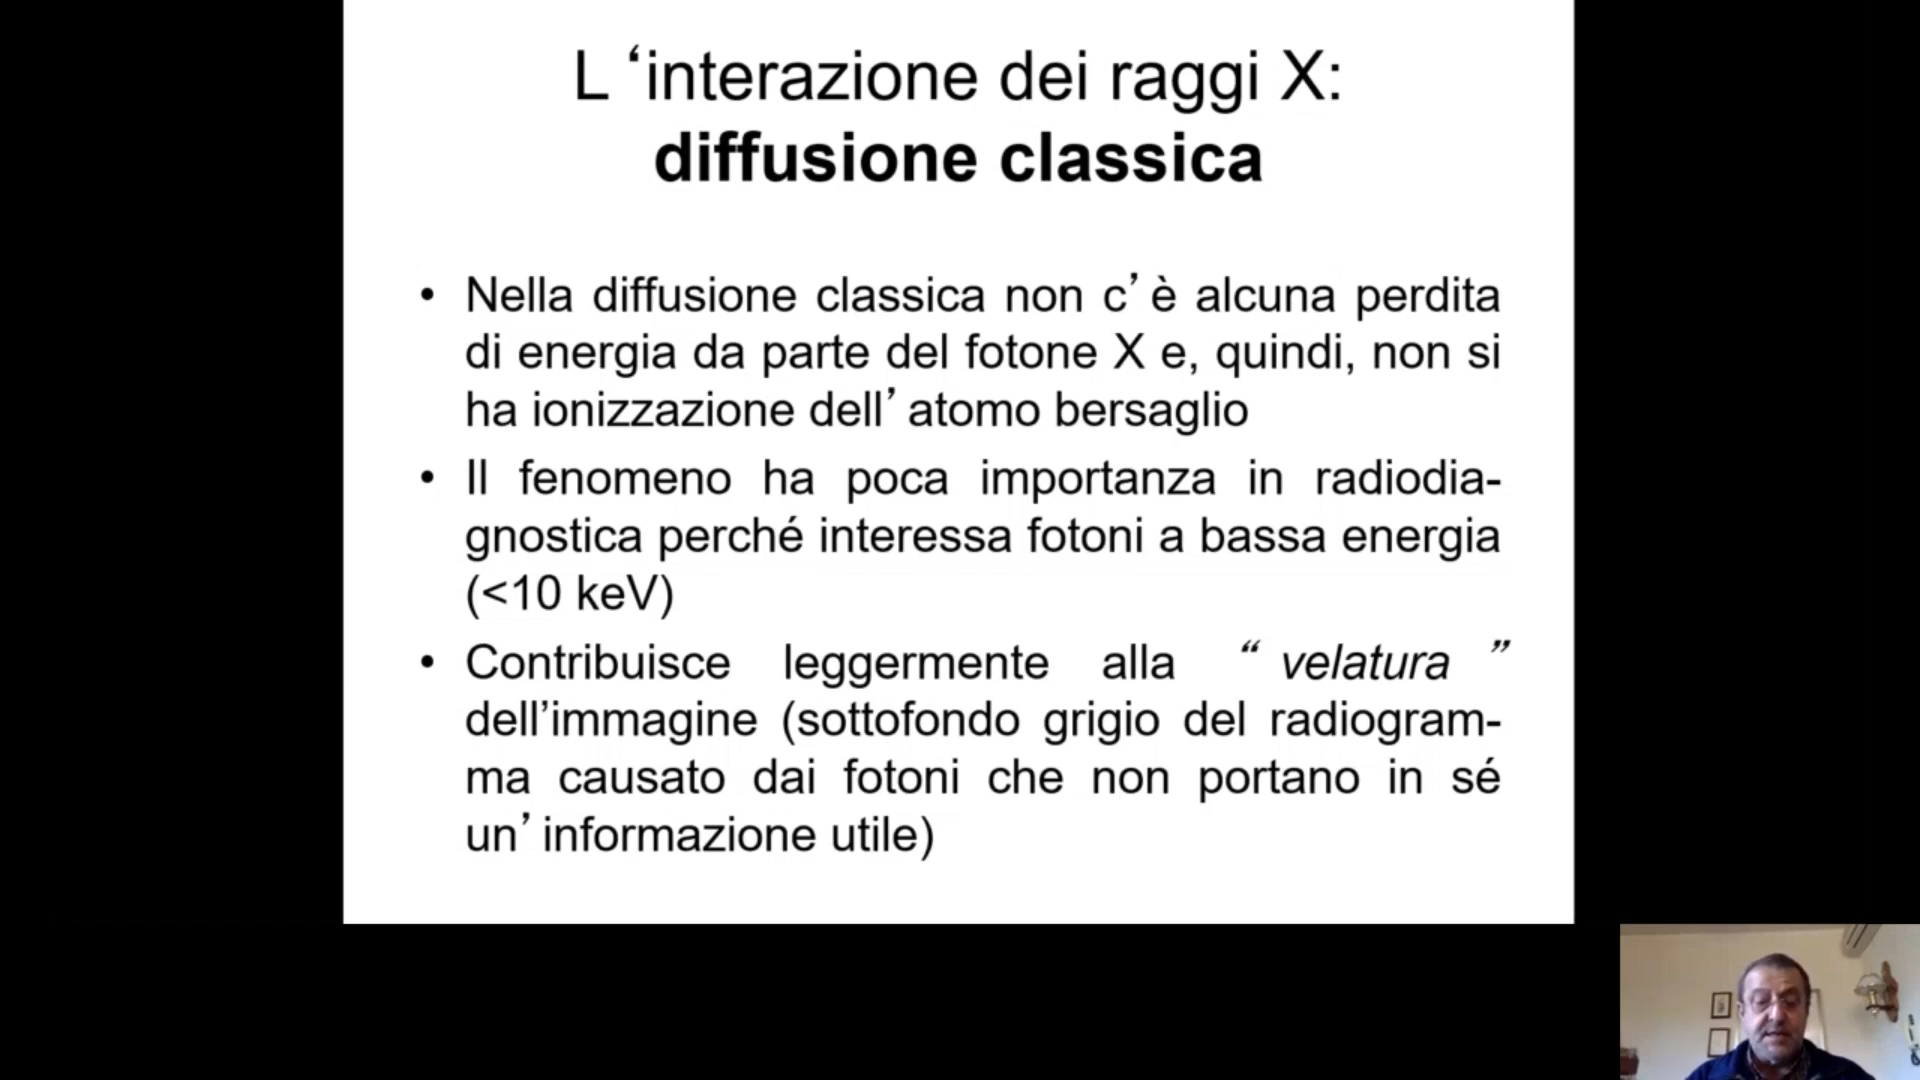 L ‘interazione dei raggi X:
diffusione classica
• Nella diffusione classica non c’è alcuna perdita
di energia da parte del fotone X e, quindi, non si
ha ionizzazione dell’atomo bersaglio
• Il fenomeno ha poca importanza in radiodia-
gnostica perché interessa fotoni a bassa energia
(<10 keV)
• Contribuisce leggermente alla “velatura”
dell’immagine (sottofondo grigio del radiogram-
ma causato dai fotoni che non portano in sé
un’informazione utile)